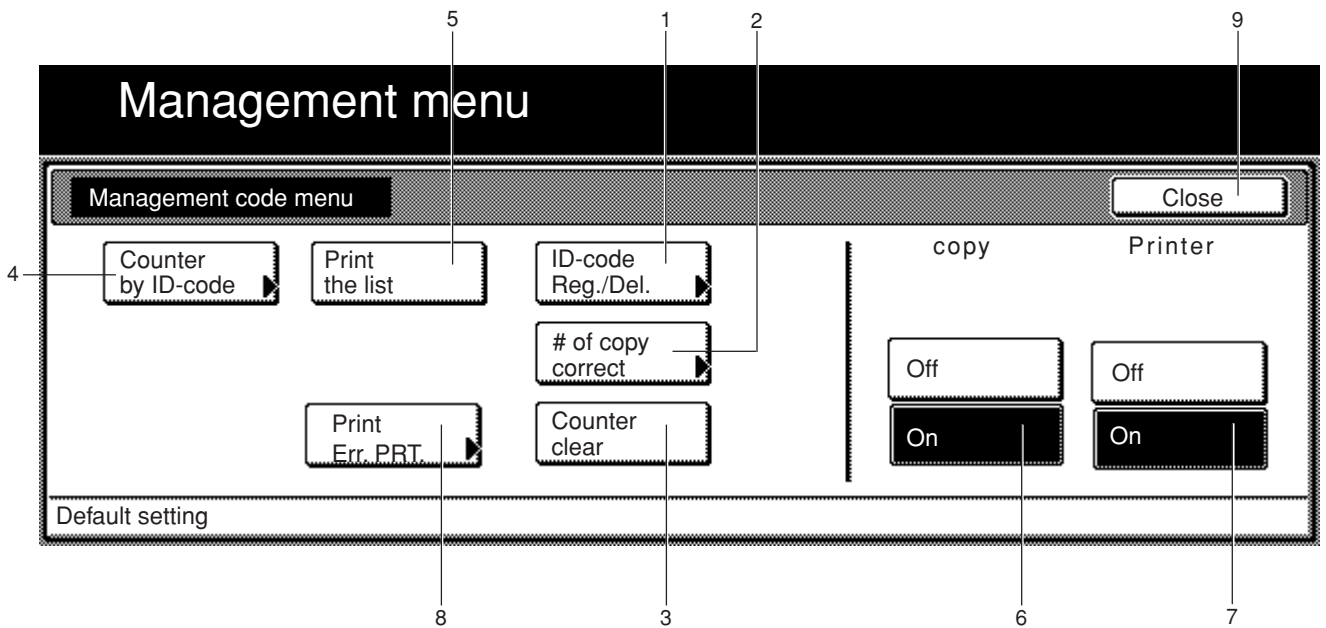 5 1 2 9
Management menu
Management code menu
Close
copy Printer
4
Counter
by ID-code
Print
the list
ID-code
Reg./Del.
# of copy
correct
Off
Off
Print
Err. PRT.
Counter
clear
On
On
Default setting
8 3 6 7